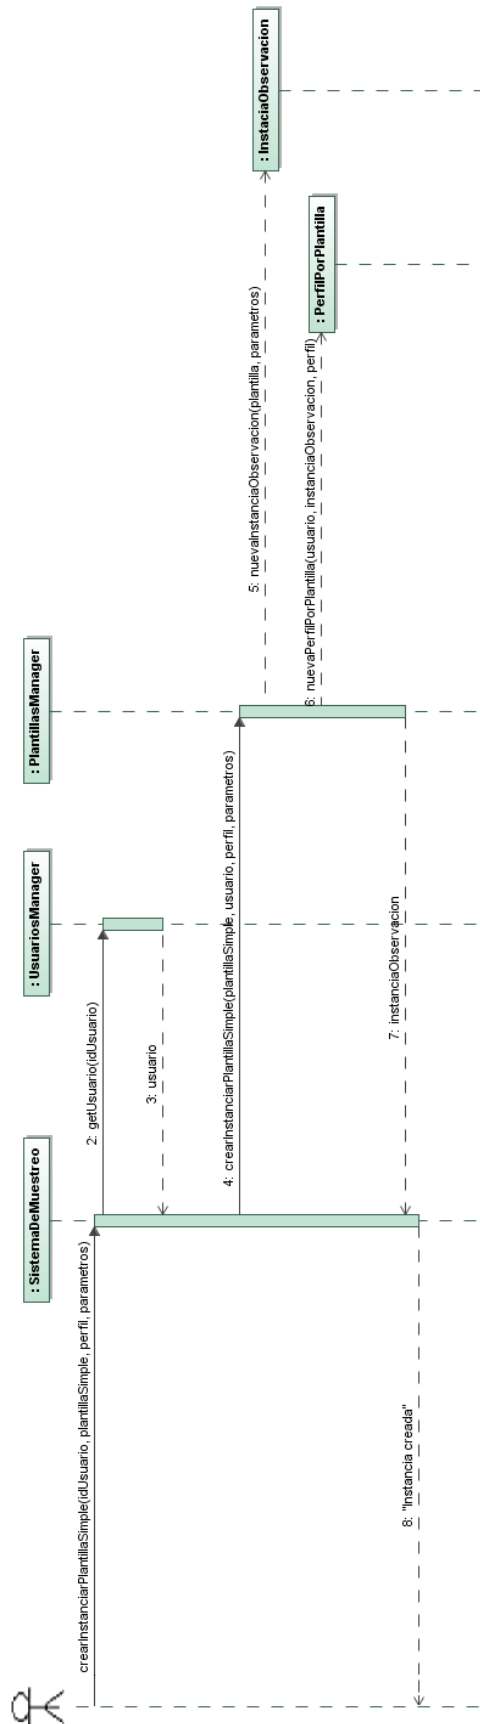 : SistemaDeMuestreo
: UsuariosManager
: PlantillasManager
: InstaciaObservacion
: PerfilPorPlantilla
crearInstanciarPlantillaSimple(idUsuario, plantillaSimple, perfil, parametros)
2: getUsuario(idUsuario)
3: usuario
4: crearInstanciarPlantillaSimple(plantillaSimple, usuario, perfil, parametros)
5: nuevaInstanciaObservacion(plantilla, parametros)
6: nuevaPerfilPorPlantilla(usuario, instanciaObservacion, perfil)
7: instanciaObservacion
8: "Instancia creada"